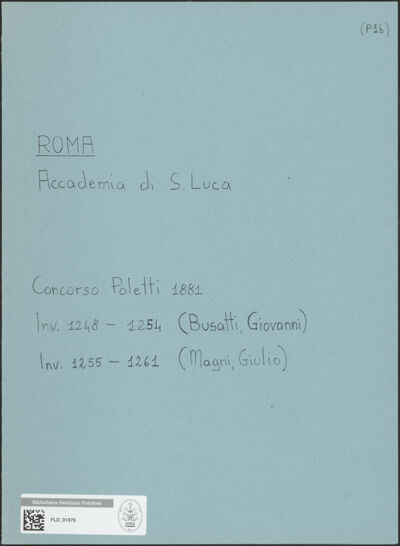 (P1b)
ROMA
Accademia di S. Luca
Concorso Poletti 1881
Inv. 1248 – 1254 (Busatti, Giovanni)
Inv. 1255 – 1261 (Magni, Giulio)
Bibliotheca Hertziana Fotothek
FLD_01876